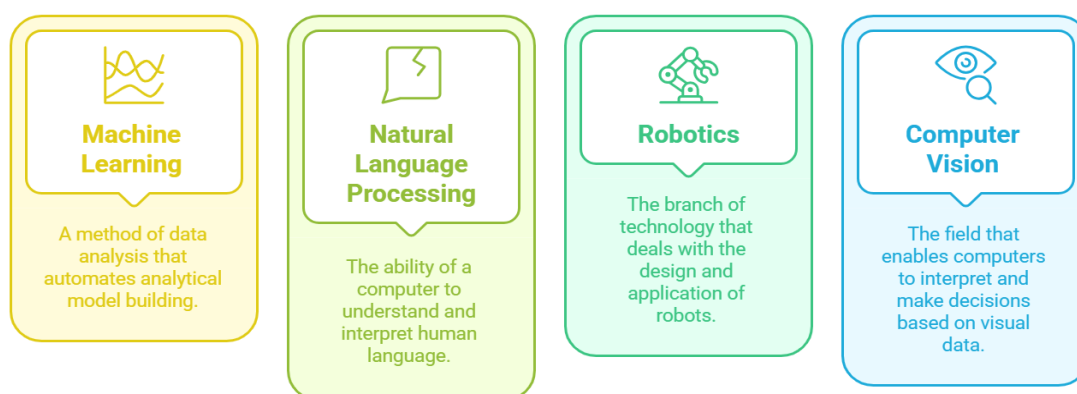 Machine
Learning
A method of data
analysis that
automates analytical
model building.
Natural
Language
Processing
The ability of a
computer to
understand and
interpret human
language.
Robotics
The branch of
technology that
deals with the
design and
application of
robots.
Computer
Vision
The field that
enables computers
to interpret and
make decisions
based on visual
data.